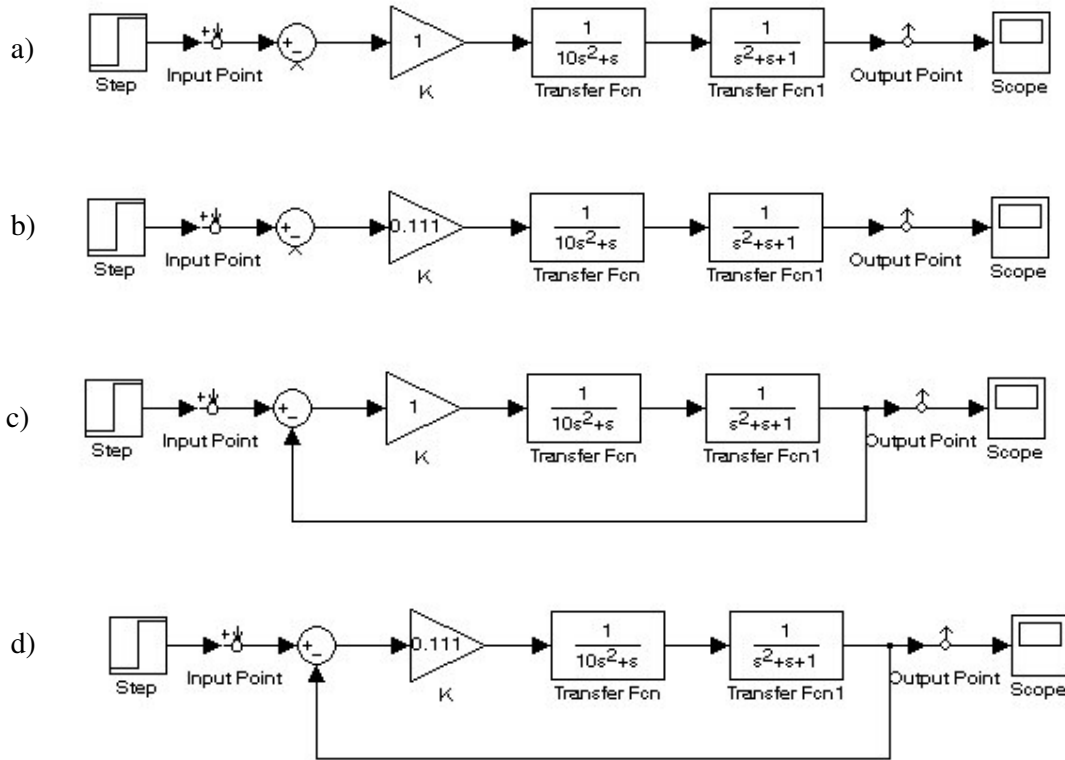 a)
+
1
1
10s²+s
1
s²+s+1
Step
Input Point
K
Transfer Fcn
Transfer Fcn1
Output Point
Scope
b)
+
0.111
1
10s²+s
1
s²+s+1
Step
Input Point
K
Transfer Fcn
Transfer Fcn1
Output Point
Scope
c)
+
1
1
10s²+s
1
s²+s+1
Step
Input Point
K
Transfer Fcn
Transfer Fcn1
Output Point
Scope
d)
+
0.111
1
10s²+s
1
s²+s+1
Step
Input Point
K
Transfer Fcn
Transfer Fcn1
Output Point
Scope